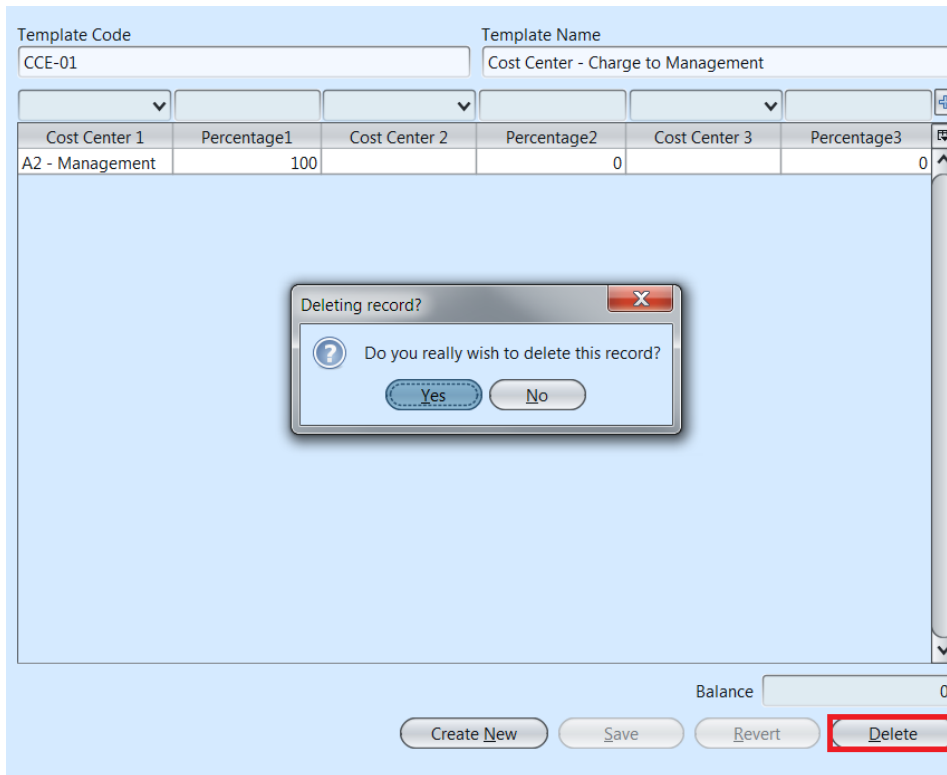 Template Code Template Name
CCE-01 Cost Center - Charge to Management
Cost Center 1 Percentage1 Cost Center 2 Percentage2 Cost Center 3 Percentage3
A2 - Management 100 0 0
Deleting record?
Do you really wish to delete this record?
Yes No
Balance 0
Create New Save Revert Delete